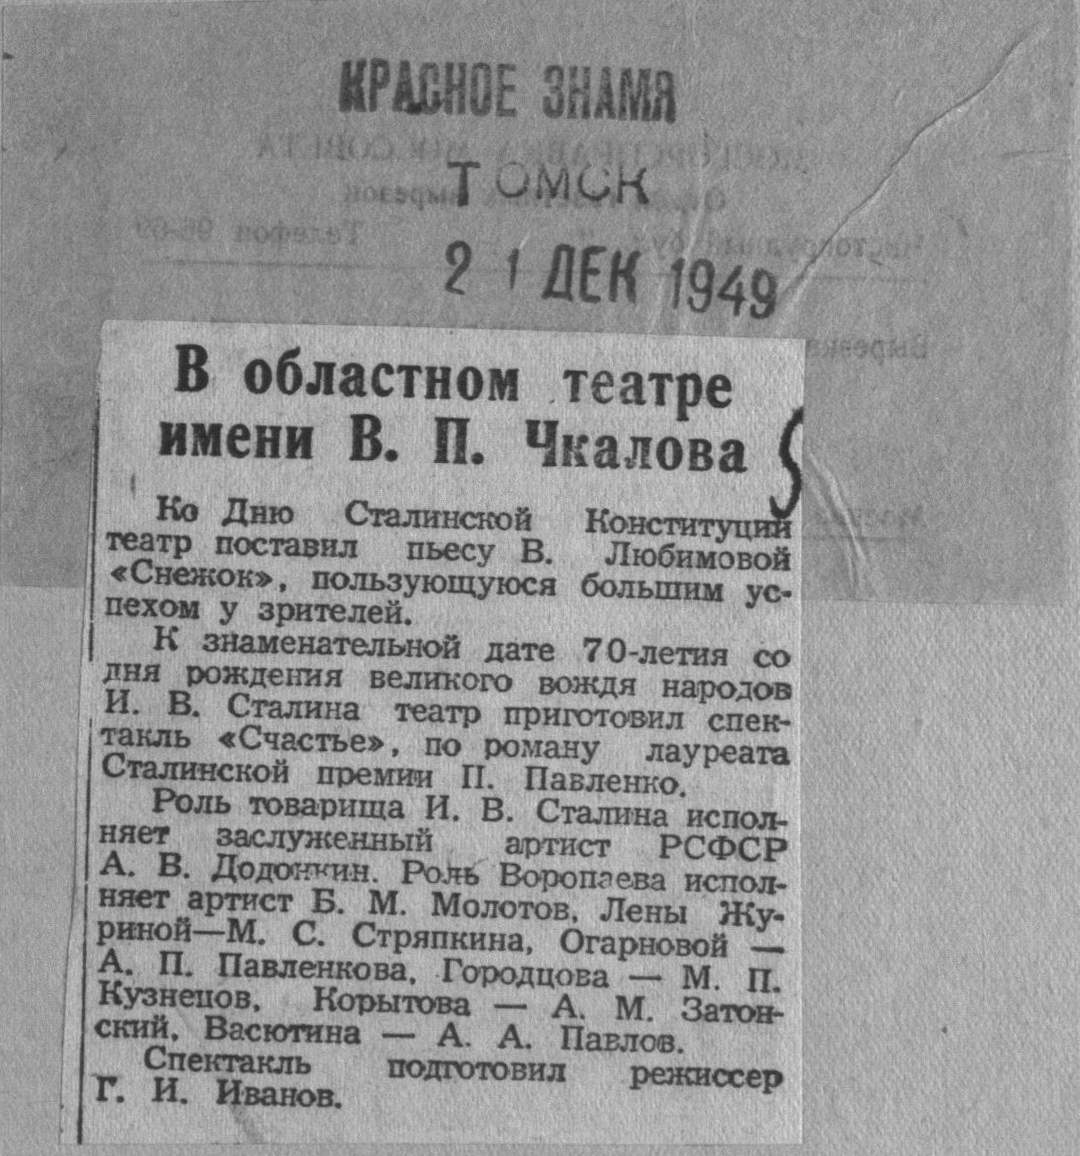 КРАСНОЕ ЗНАМЯ
ТОМСК
21 ДЕК 1949
В областном театре
имени В. П. Чкалова
Ко Дню Сталинской Конституции
театр поставил пьесу В. Любимовой
«Снежок», пользующуюся большим ус-
пехом у зрителей.
К знаменательной дате 70-летия со
дня рождения великого вождя народов
И. В. Сталина театр приготовил спек-
такль «Счастье», по роману лауреата
Сталинской премии П. Павленко.
Роль товарища И. В. Сталина испол-
няет заслуженный артист РСФСР
А. В. Додонкин. Роль Воропаева испол-
няет артист Б. М. Молотов, Лены Жу-
риной—М. С. Стряпкина, Огарновой —
А. П. Павленкова, Городцова — М. П.
Кузнецов, Корытова — А. М. Затон-
ский, Васютина — А. А. Павлов.
Спектакль подготовил режиссер
Г. И. Иванов.